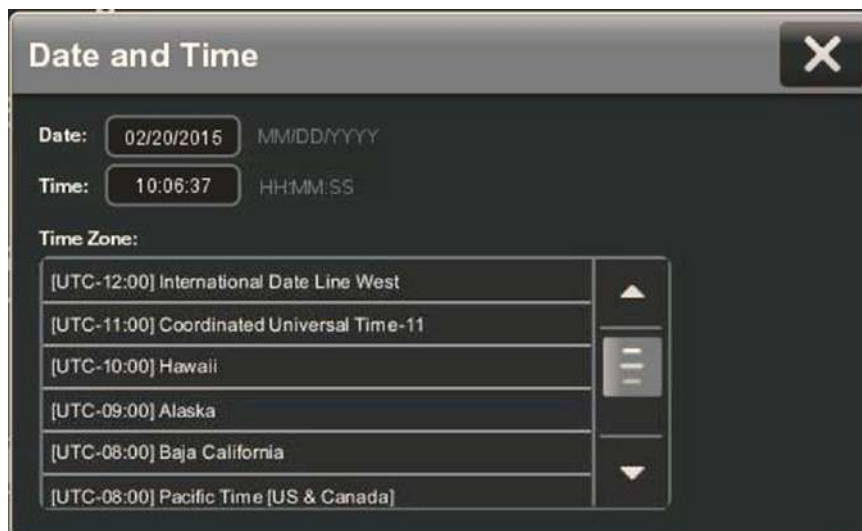 Date and Time
Date: 02/20/2015 MM/DD/YYYY
Time: 10:06:37 HH:MM:SS
Time Zone:
[UTC-12:00] International Date Line West
[UTC-11:00] Coordinated Universal Time-11
[UTC-10:00] Hawaii
[UTC-09:00] Alaska
[UTC-08:00] Baja California
[UTC-08:00] Pacific Time [US & Canada]